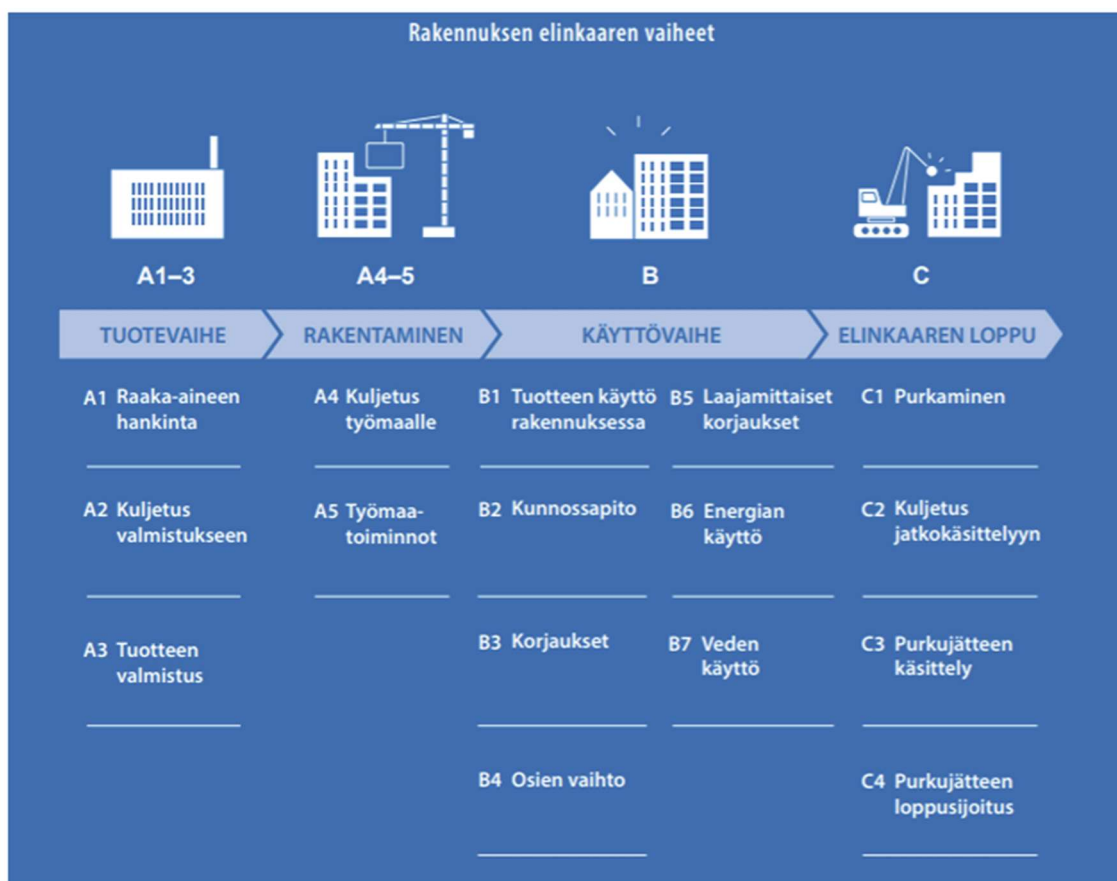 Rakennuksen elinkaaren vaiheet
A1–3
A4–5
B
C
TUOTEVAIHE
RAKENTAMINEN
KÄYTTÖVAIHE
ELINKAAREN LOPPU
A1 Raaka-aineen
hankinta
A2 Kuljetus
valmistukseen
A3 Tuotteen
valmistus
A4 Kuljetus
työmaalle
A5 Työmaa-
toiminnot
B1 Tuotteen käyttö
rakennuksessa
B2 Kunnossapito
B3 Korjaukset
B4 Osien vaihto
B5 Laajamittaiset
korjaukset
B6 Energian
käyttö
B7 Veden
käyttö
C1 Purkaminen
C2 Kuljetus
jatkokäsittelyyn
C3 Purkujätteen
käsittely
C4 Purkujätteen
loppusijoitus